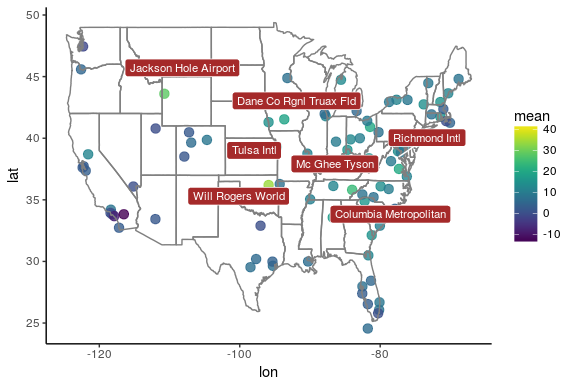 50
45
40
35
30
25
lat
Jackson Hole Airport
Dane Co Rgnl Truax Fld
Richmond Intl
Tulsa Intl
Mc Ghee Tyson
Will Rogers World
Columbia Metropolitan
-120
-100
-80
lon
mean
40
30
20
10
0
-10